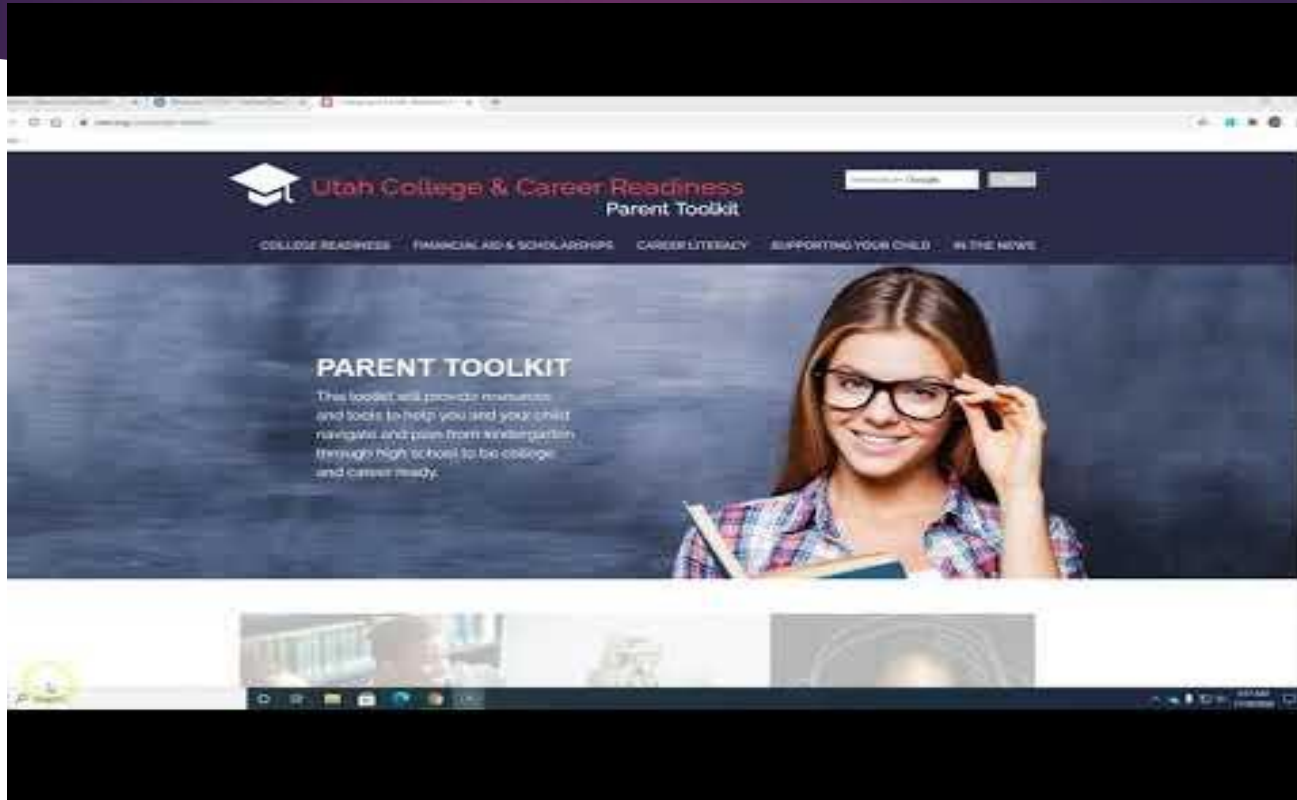 Utah College & Career Readiness
Parent Toolkit
COLLEGE READINESS FINANCIAL AID & SCHOLARSHIPS CAREER LITERACY SUPPORTING YOUR CHILD IN THE NEWS
PARENT TOOLKIT
This toolkit will provide resources
and tools to help you and your child
navigate and plan from kindergarten
through high school to be college
and career ready.